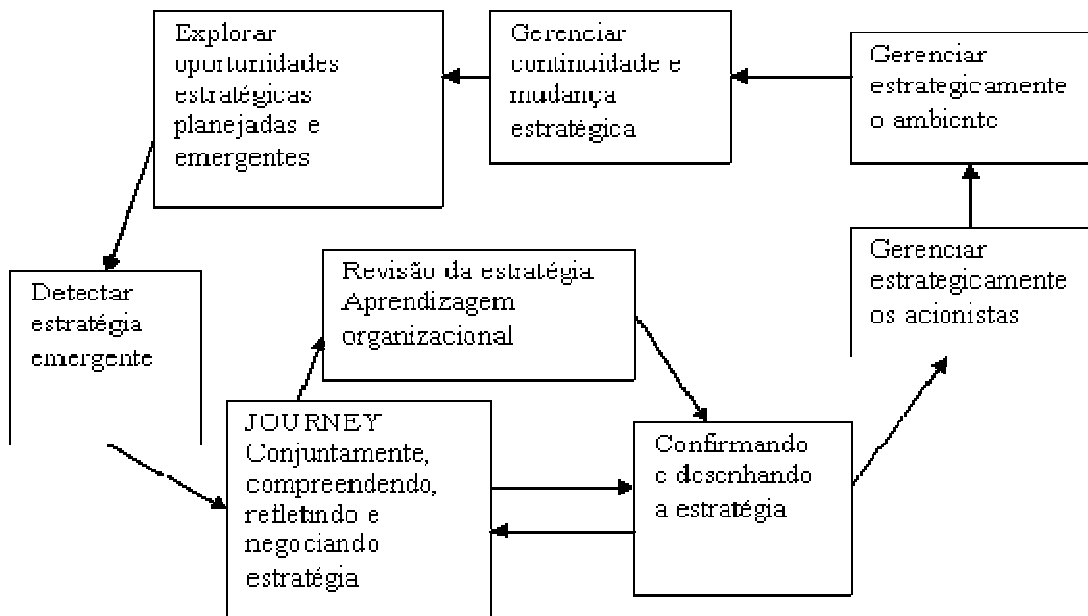 Explorar
oportunidades
estratégicas
planejadas e
emergentes
Gerenciar
continuidade e
mudança
estratégica
Gerenciar
estrategicamente
o ambiente
Gerenciar
estrategicamente
os acionistas
Detectar
estratégia
emergente
Revisão da estratégia
Aprendizagem
organizacional
JOURNEY
Conjuntamente,
compreendendo,
refletindo e
negociando
estratégia
Confirmando
e desenhando
a estratégia